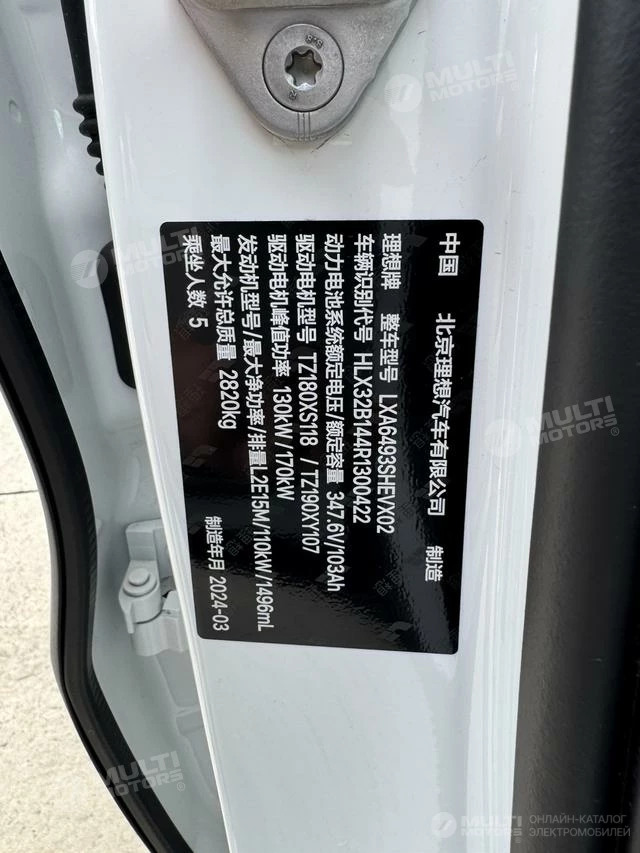 中国 北京理想汽车有限公司 制造
理想牌 整车型号 LXA6493SHEVX02
车辆识别代号 HLX32B144R1300422
动力电池系统额定电压/额定容量 347.6V/103Ah
驱动电机型号 TZ180XS118 /TZ190XY107
驱动电机峰值功率 130kW/170kW
发动机型号/最大净功率/排量L2E15M/110kW/1496mL
最大允许总质量 2820kg
乘坐人数 5 制造年月 2024-03
MULTI MOTORS
MULTI MOTORS
MULTI MOTORS
MULTI MOTORS
MULTI MOTORS
ОНЛАЙН-КАТАЛОГ
ЭЛЕКТРОМОБИЛЕЙ